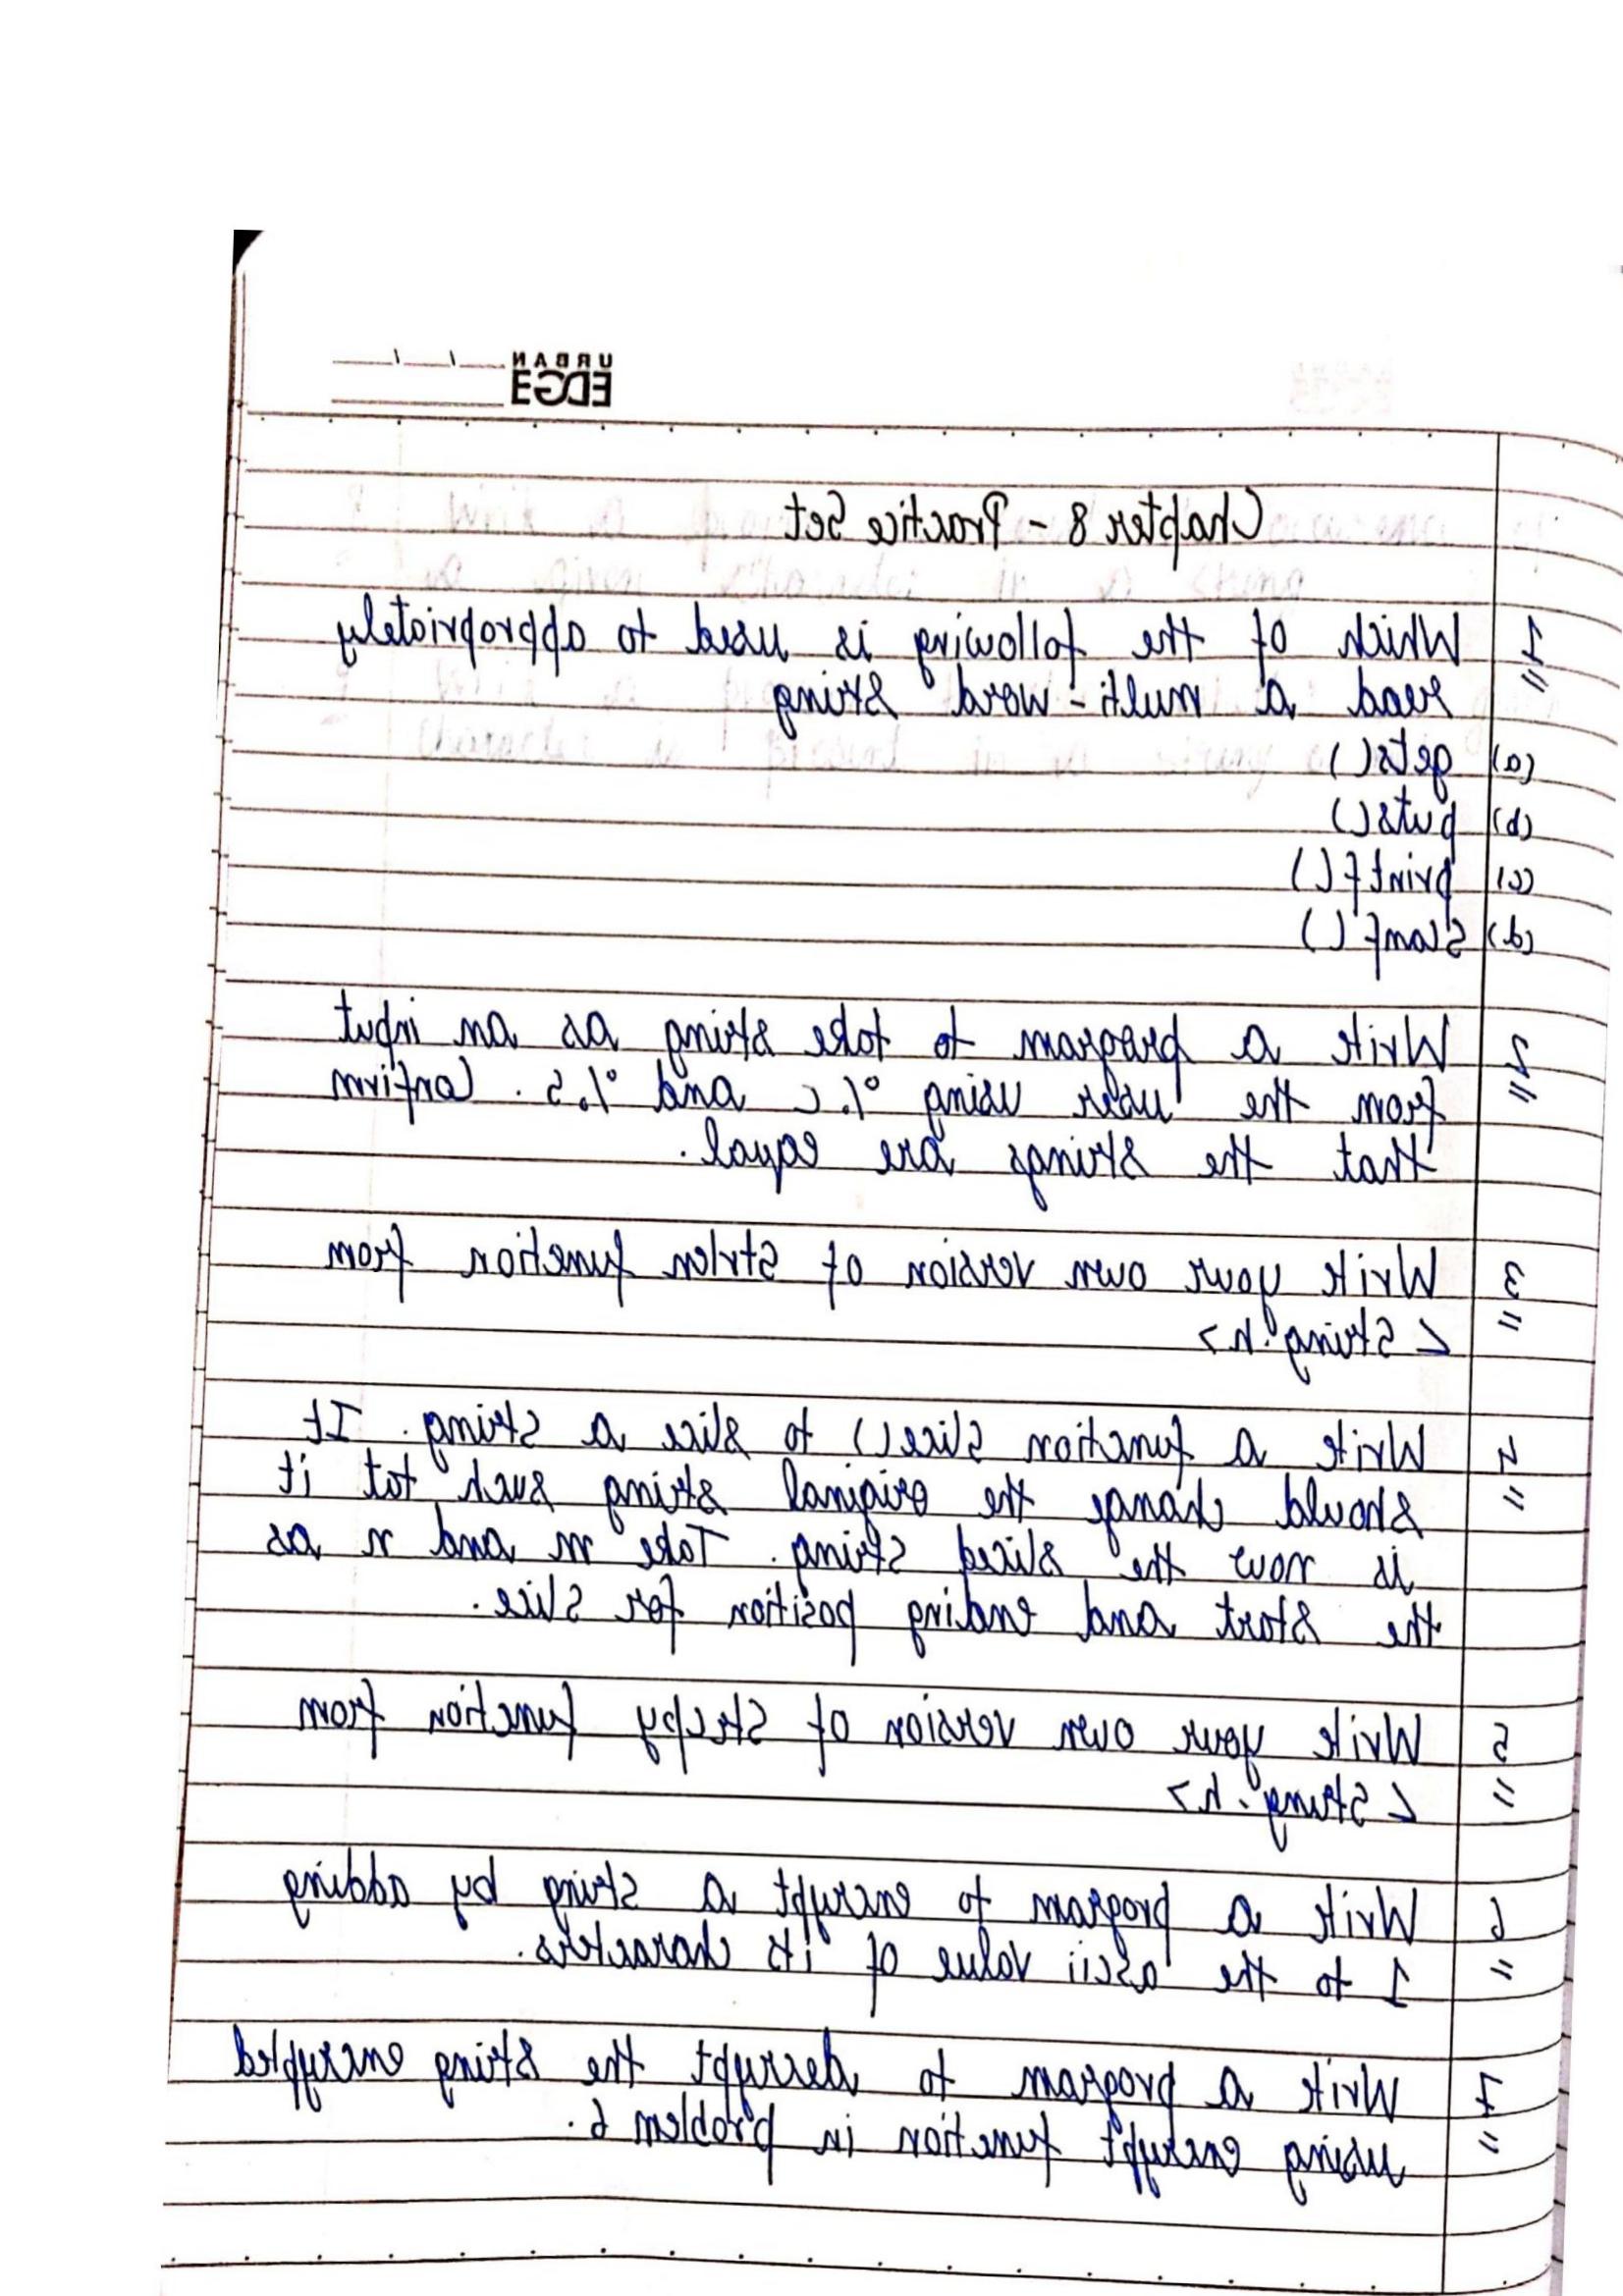 URBAN
EDGE
Chapter 8 - Practice Set
1 Which of the following is used to appropriately
read a multi-word string
(a) gets()
(b) puts()
(c) printf()
(d) Scanf()
2 Write a program to take string as an input
from the user using %c and %s. Confirm
that the strings are equal.
3 Write your own version of strlen function from
<string.h>
4 Write a function slice() to slice a string. It
should change the original string such tat it
is now the sliced string. Take m and n as
the start and ending position for slice.
5 Write your own version of strcpy function from
<string.h>
6 Write a program to encrypt a string by adding
1 to the ascii value of its characters.
7 Write a program to decrypt the string encrypted
using encrypt function in problem 6.